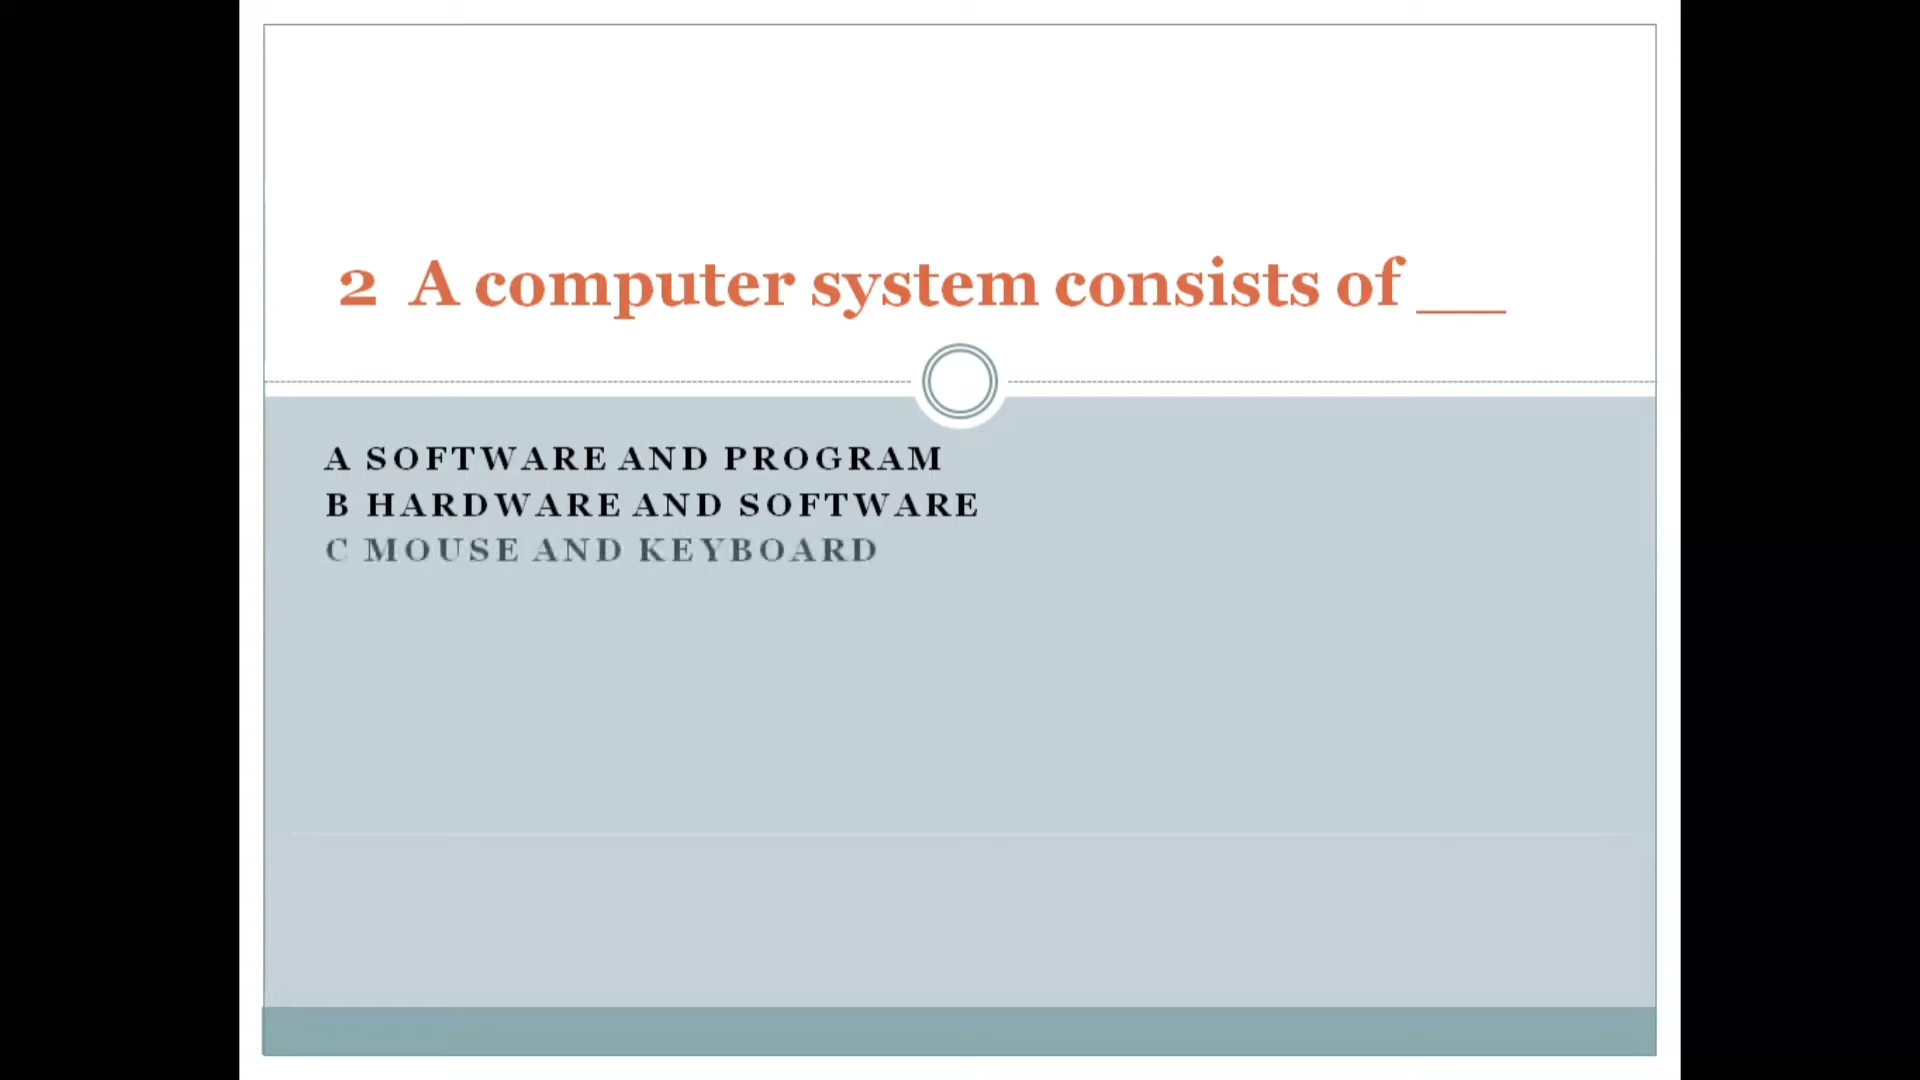 2 A computer system consists of __
A SOFTWARE AND PROGRAM
B HARDWARE AND SOFTWARE
C MOUSE AND KEYBOARD